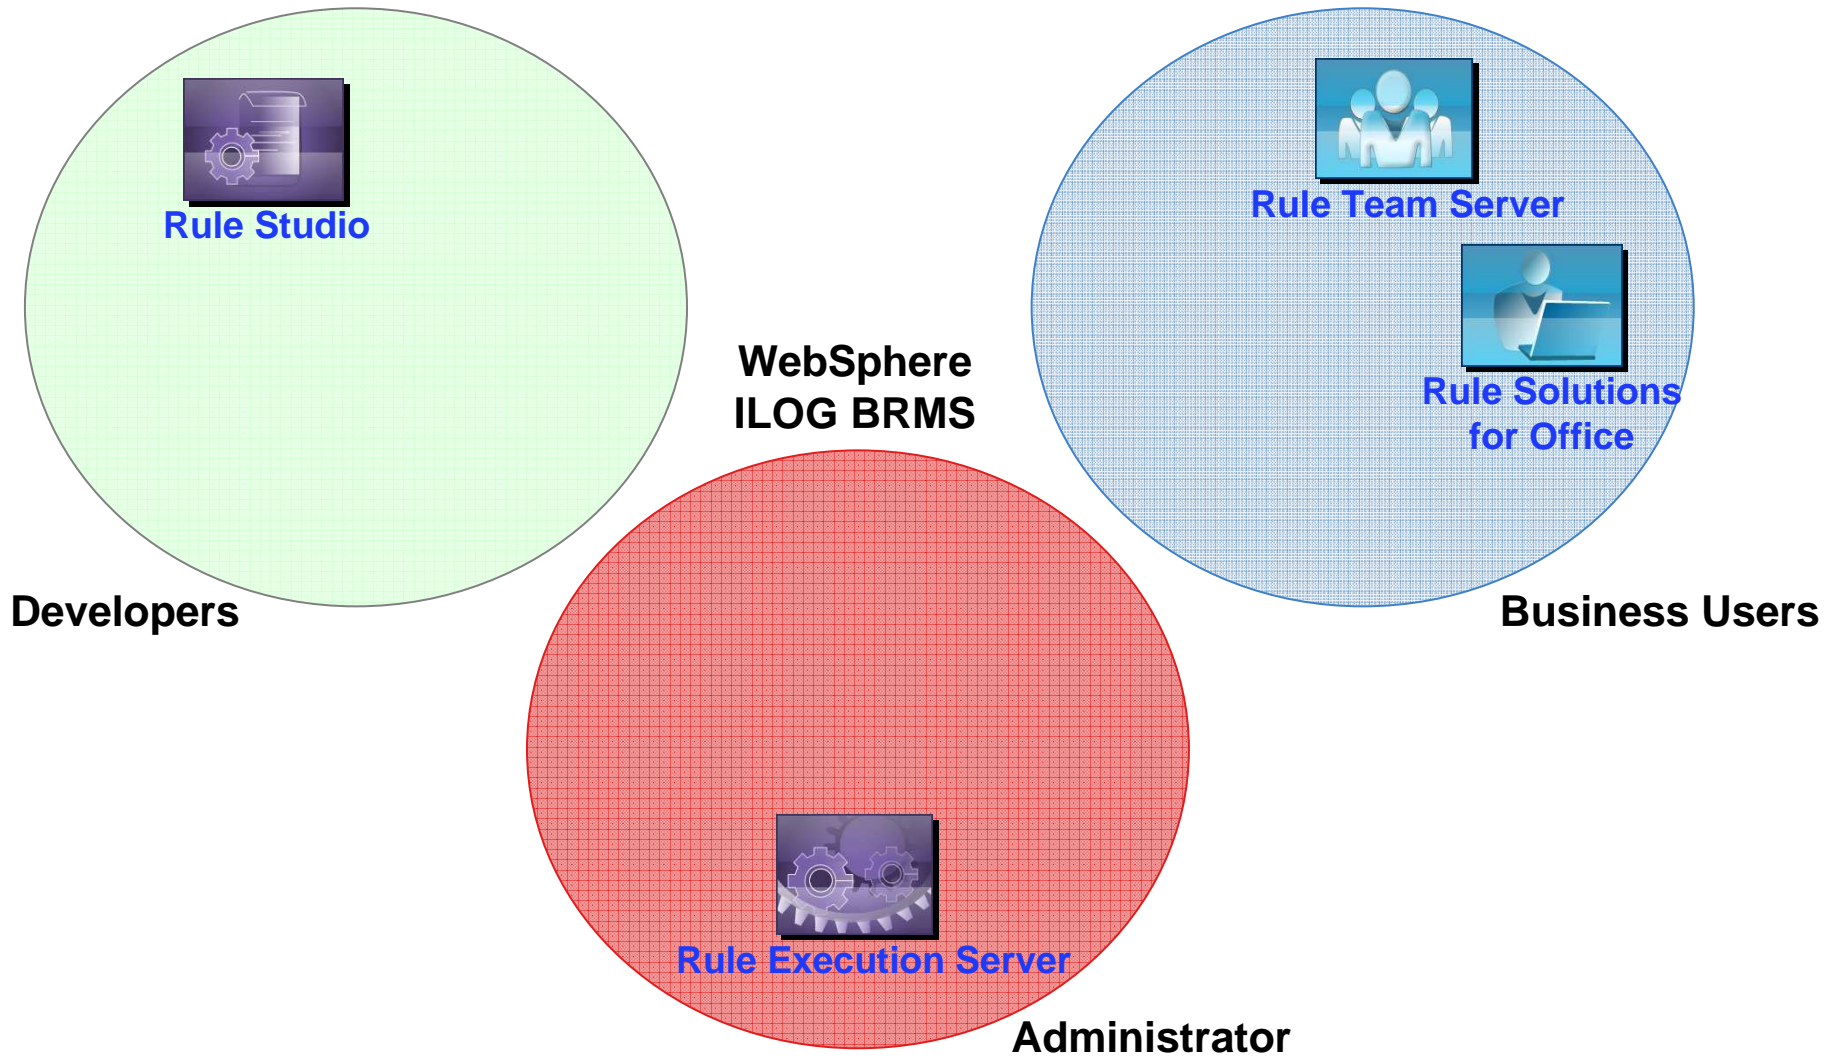 Rule Studio
Rule Team Server
Rule Solutions
for Office
WebSphere
ILOG BRMS
Developers
Business Users
Rule Execution Server
Administrator